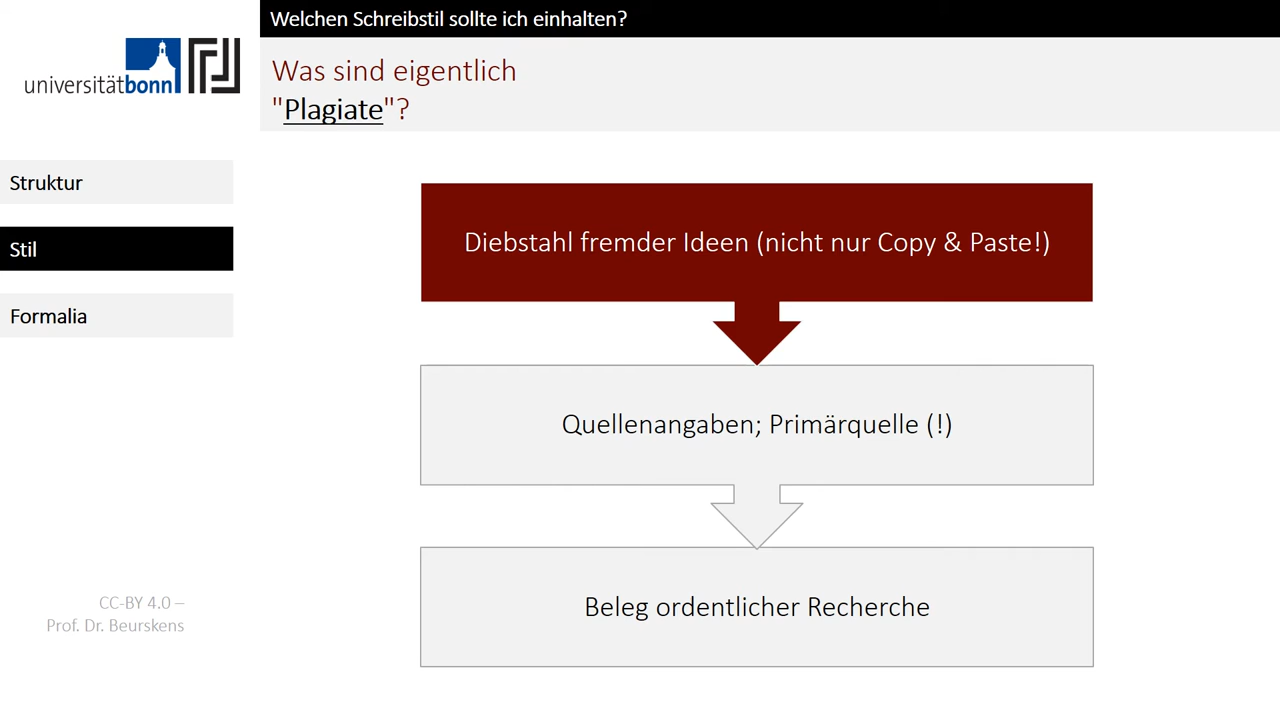 Welchen Schreibstil sollte ich einhalten?
universitätbonn
Was sind eigentlich
"Plagiate"?
Struktur
Stil
Formalia
Diebstahl fremder Ideen (nicht nur Copy & Paste!)
Quellenangaben; Primärquelle (!)
Beleg ordentlicher Recherche
CC-BY 4.0 –
Prof. Dr. Beurskens